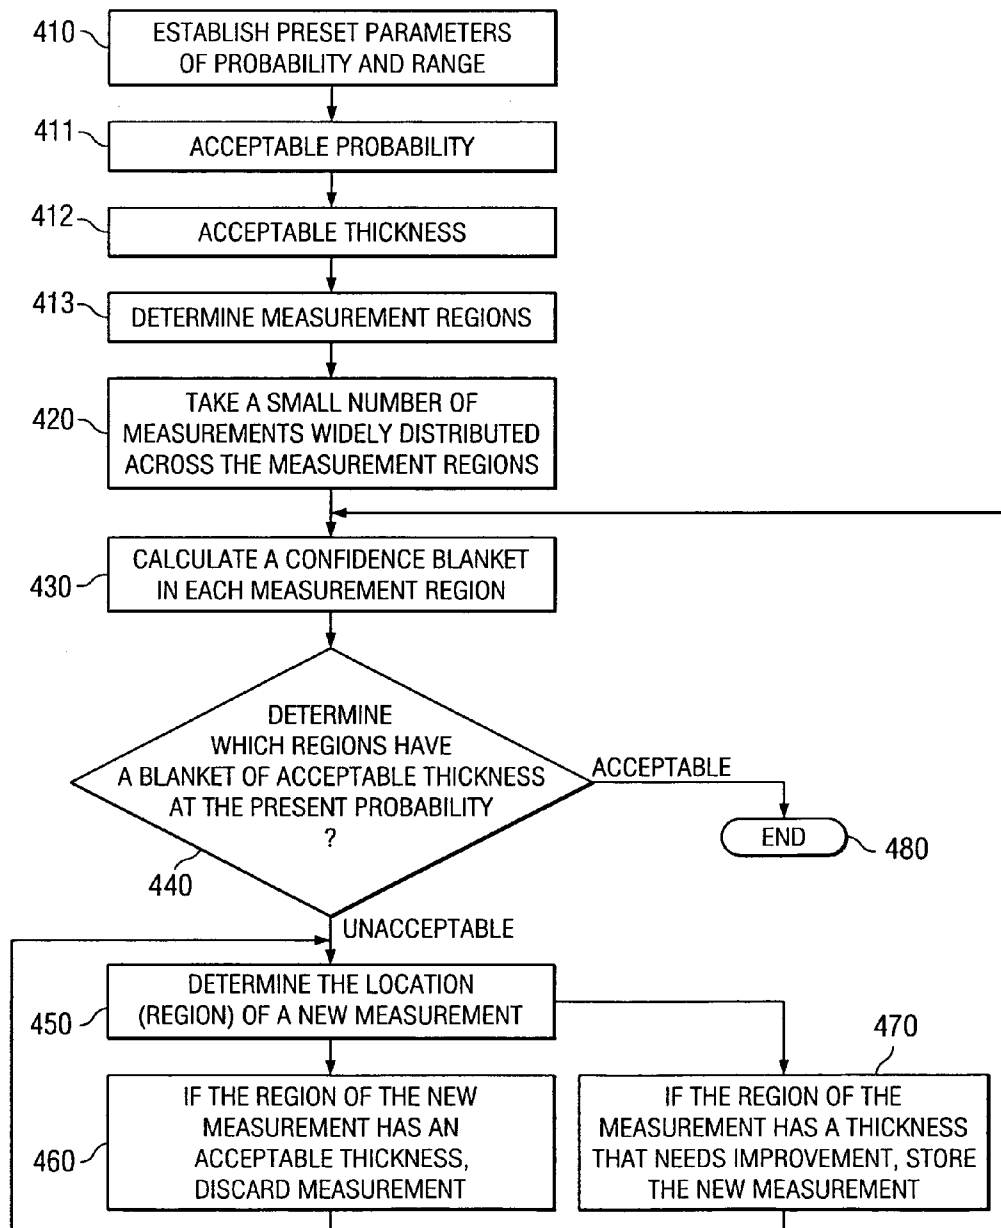 410
ESTABLISH PRESET PARAMETERS
OF PROBABILITY AND RANGE
411
ACCEPTABLE PROBABILITY
412
ACCEPTABLE THICKNESS
413
DETERMINE MEASUREMENT REGIONS
420
TAKE A SMALL NUMBER OF
MEASUREMENTS WIDELY DISTRIBUTED
ACROSS THE MEASUREMENT REGIONS
430
CALCULATE A CONFIDENCE BLANKET
IN EACH MEASUREMENT REGION
DETERMINE
WHICH REGIONS HAVE
A BLANKET OF ACCEPTABLE THICKNESS
AT THE PRESENT PROBABILITY
?
440
ACCEPTABLE
END
480
UNACCEPTABLE
450
DETERMINE THE LOCATION
(REGION) OF A NEW MEASUREMENT
460
IF THE REGION OF THE NEW
MEASUREMENT HAS AN
ACCEPTABLE THICKNESS,
DISCARD MEASUREMENT
470
IF THE REGION OF THE
MEASUREMENT HAS A THICKNESS
THAT NEEDS IMPROVEMENT, STORE
THE NEW MEASUREMENT